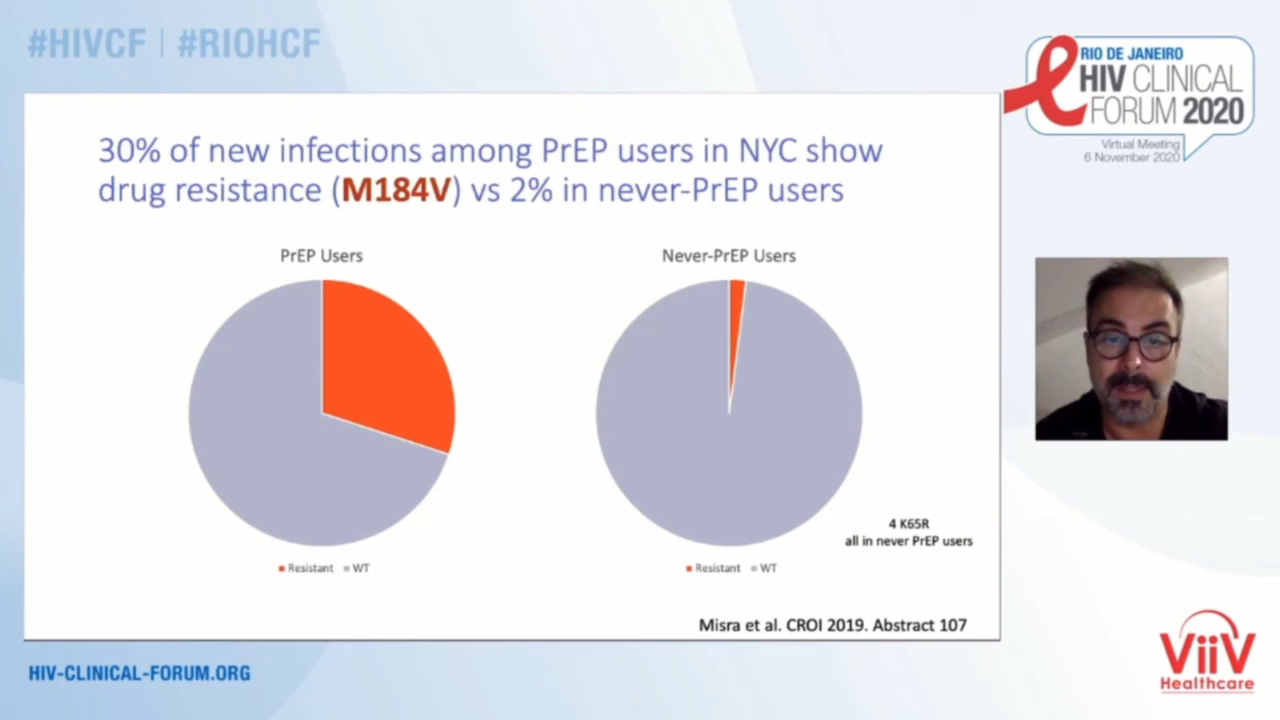 #HIVCF | #RIOHCF
RIO DE JANEIRO
HIV CLINICAL
FORUM 2020
Virtual Meeting
6 November 2020
30% of new infections among PrEP users in NYC show
drug resistance (M184V) vs 2% in never-PrEP users
PrEP Users
Never-PrEP Users
4 K65R
all in never PrEP users
Resistant WT
Resistant WT
Misra et al. CROI 2019. Abstract 107
HIV-CLINICAL-FORUM.ORG
ViiV
Healthcare